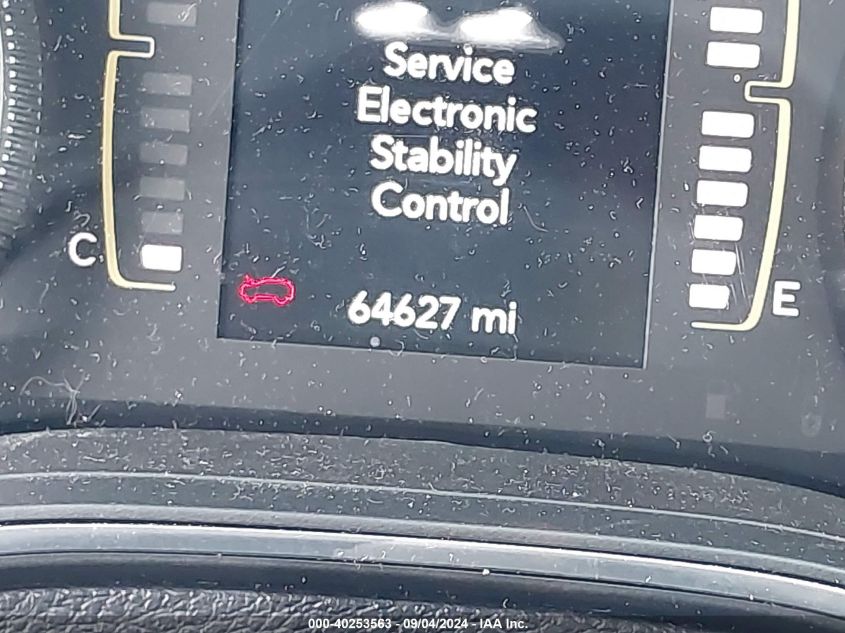 Service
Electronic
Stability
Control
C
E
64627 mi
000-40253563 - 09/04/2024 - IAA Inc.